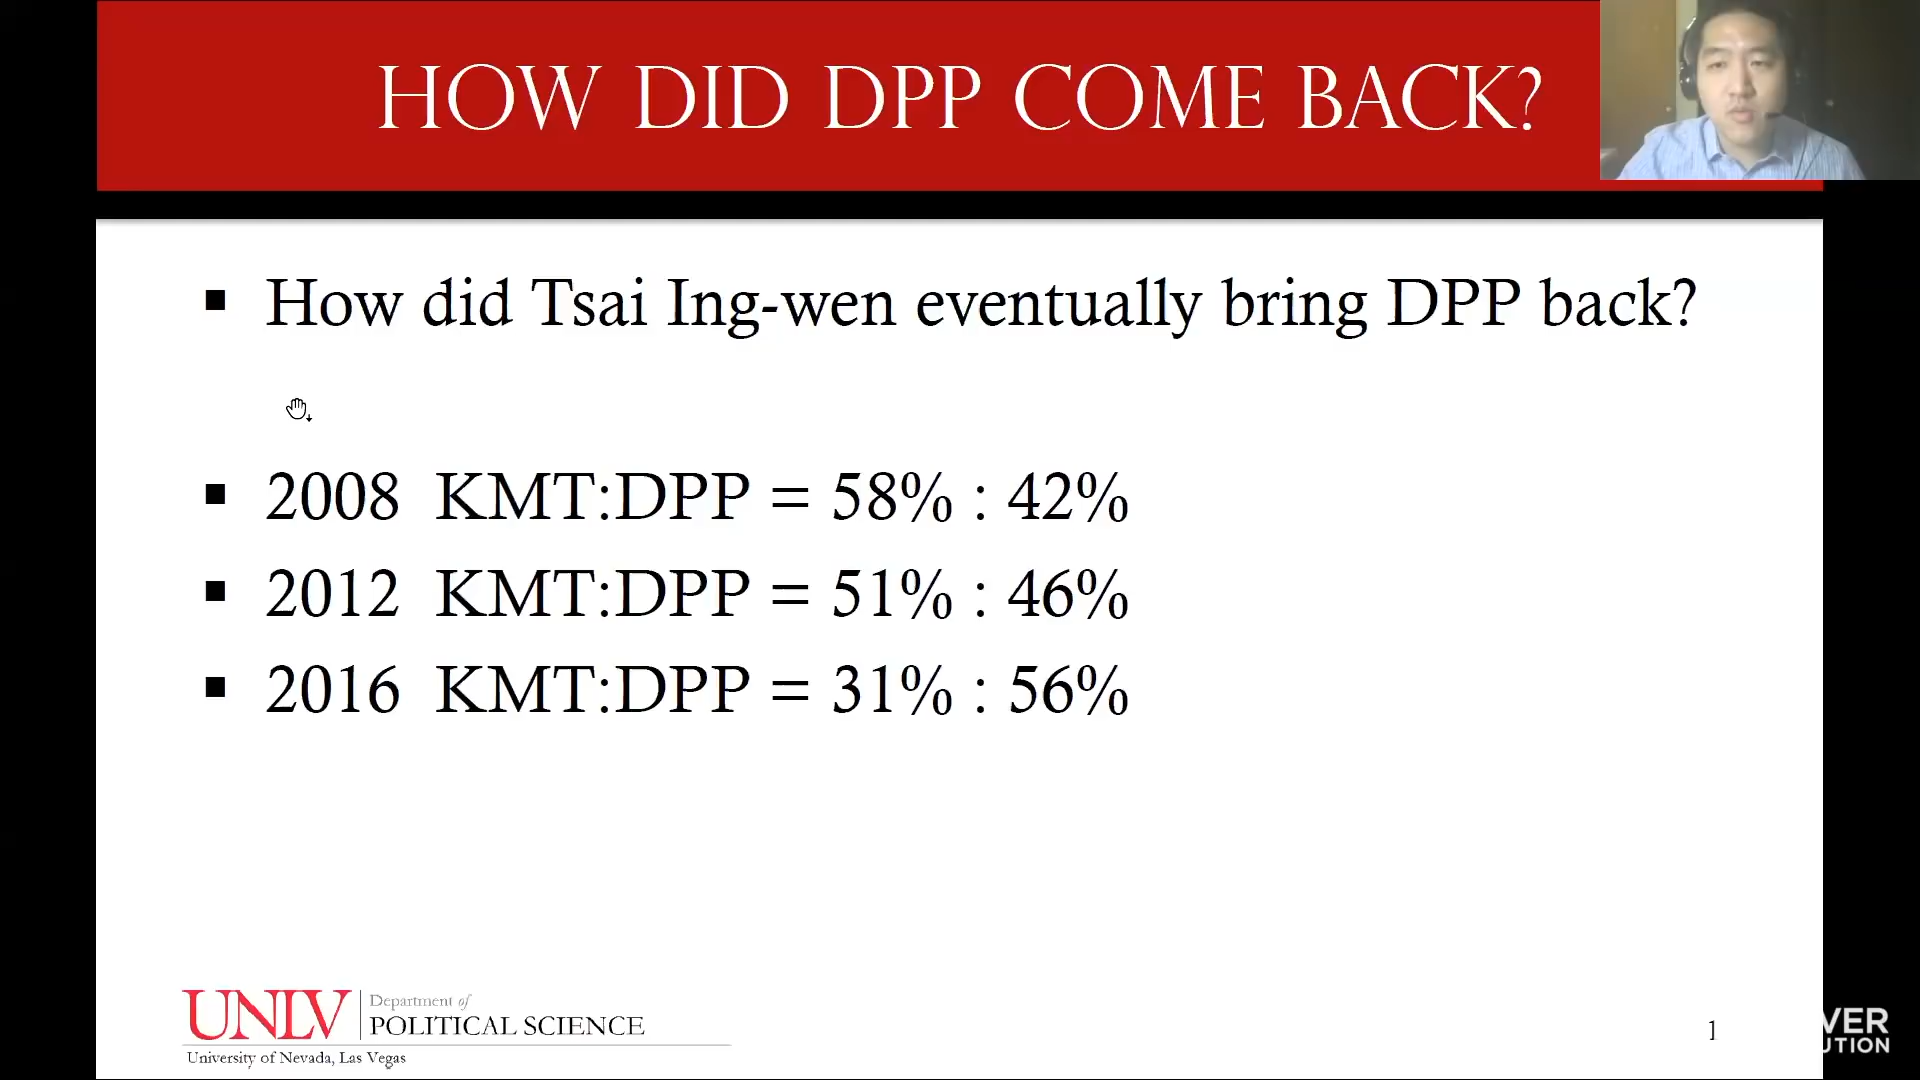 HOW DID DPP COME BACK?
▪ How did Tsai Ing-wen eventually bring DPP back?
▪ 2008 KMT:DPP = 58% : 42%
▪ 2012 KMT:DPP = 51% : 46%
▪ 2016 KMT:DPP = 31% : 56%
UNLV
Department of
POLITICAL SCIENCE
University of Nevada, Las Vegas
1
VER
UTION